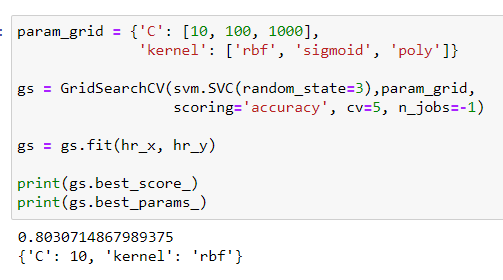 : param_grid = {'C': [10, 100, 1000],
'kernel': ['rbf', 'sigmoid', 'poly']}
gs = GridSearchCV(svm.SVC(random_state=3),param_grid,
scoring='accuracy', cv=5, n_jobs=-1)
gs = gs.fit(hr_x, hr_y)
print(gs.best_score_)
print(gs.best_params_)
0.8030714867989375
{'C': 10, 'kernel': 'rbf'}